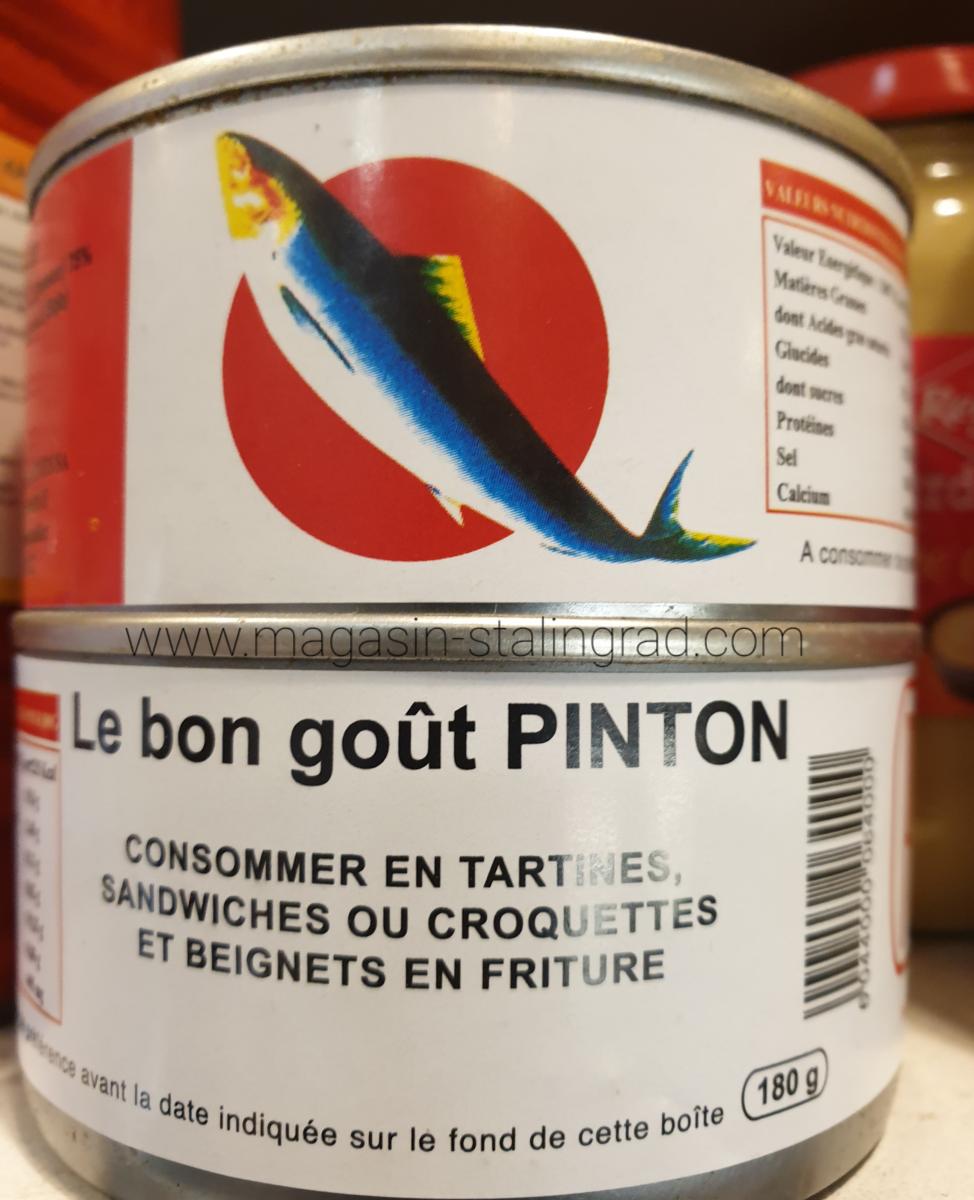 25%
VALEURS
Valeur Energétique
Matières Grasses
dont Acides gras
Glucides
dont sucres
Protéines
Sel
Calcium
A consommer
www.magasin-stalingrad.com
Le bon goût PINTON
CONSOMMER EN TARTINES,
SANDWICHES OU CROQUETTES
ET BEIGNETS EN FRITURE
avant la date indiquée sur le fond de cette boîte
180 g